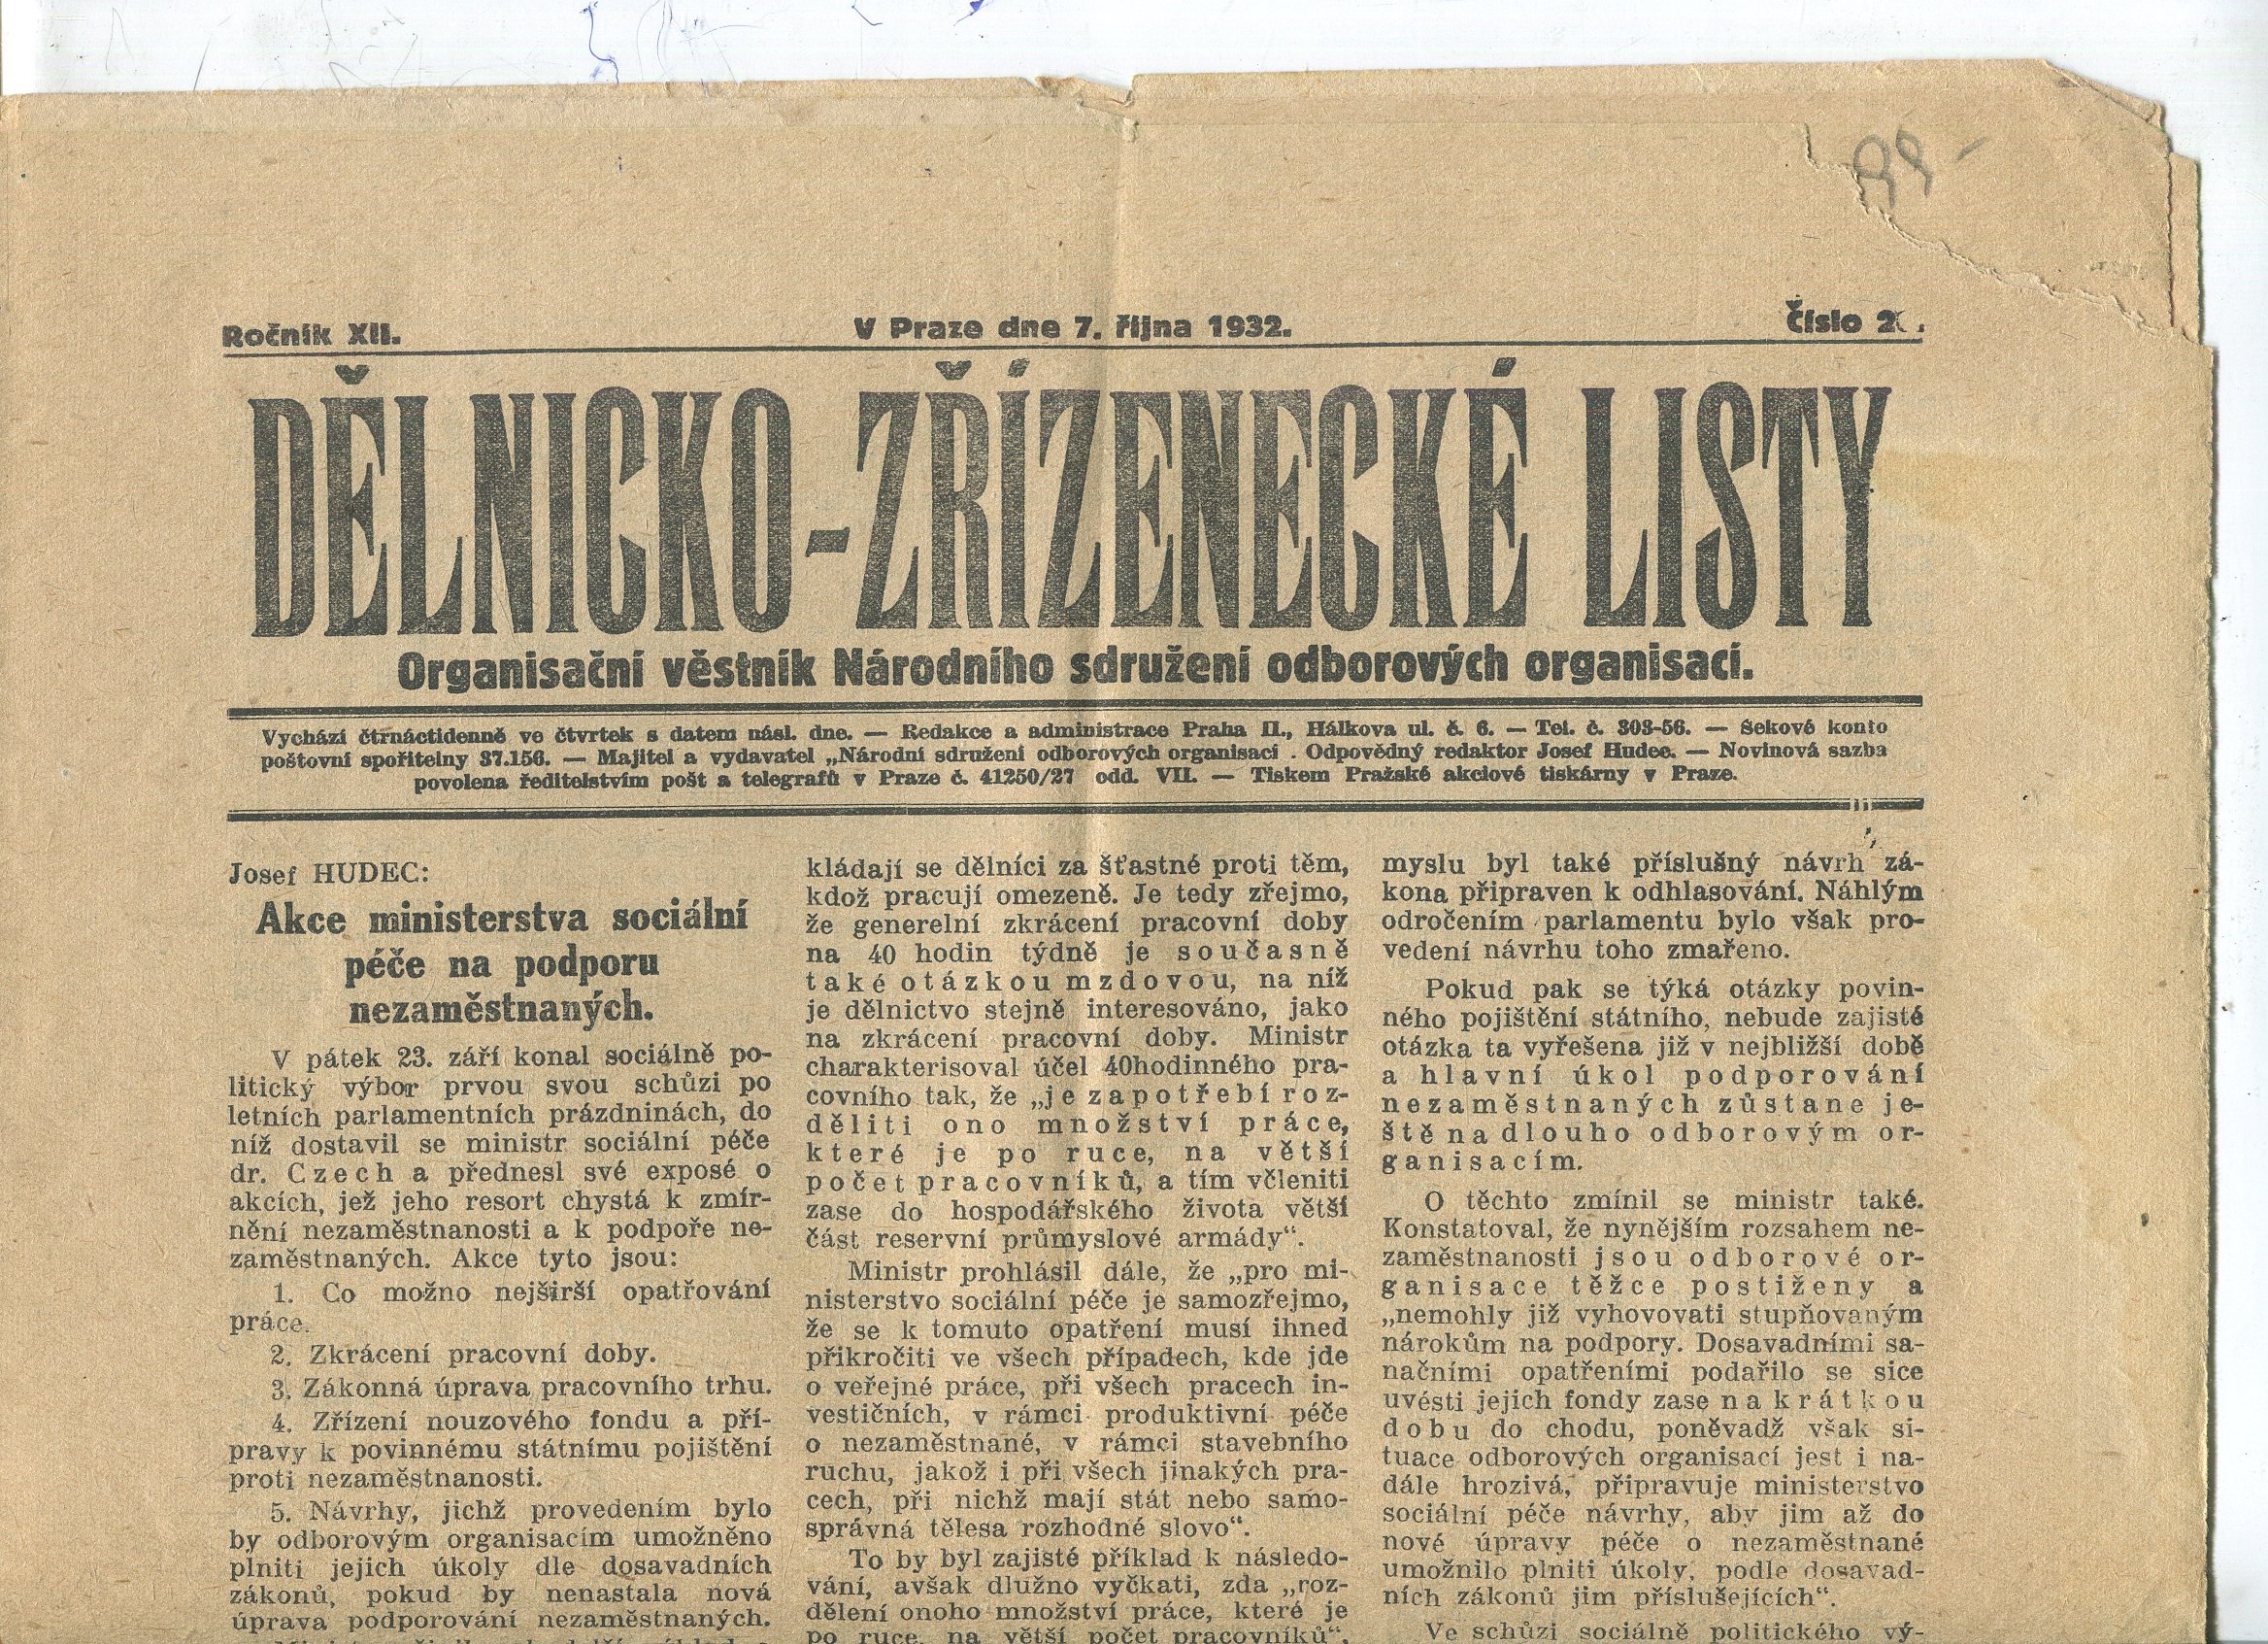 89 -
Ročník XII.
V Praze dne 7. října 1932.
Číslo 2
DĚLNICKO-ZŘÍZENECKÉ LISTY
Organisační věstník Národního sdružení odborových organisací.
Vychází čtrnáctidenně ve čtvrtek s datem násl. dne. — Redakce a administrace Praha II., Hálkova ul. č. 6. — Tel. č. 303-56. — Šekové konto
poštovní spořitelny 37.156. — Majitel a vydavatel „Národní sdružení odborových organisací . Odpovědný redaktor Josef Hudec. — Novinová sazba
povolena ředitelstvím pošt a telegrafů v Praze č. 41250/27 odd. VII. — Tiskem Pražské akciové tiskárny v Praze.
Josef HUDEC:
Akce ministerstva sociální
péče na podporu
nezaměstnaných.
V pátek 23. září konal sociálně po-
litický výbor prvou svou schůzi po
letních parlamentních prázdninách, do
níž dostavil se ministr sociální péče
dr. Czech a přednesl své exposé o
akcích, jež jeho resort chystá k zmír-
nění nezaměstnanosti a k podpoře ne-
zaměstnaných. Akce tyto jsou:
1. Co možno nejširší opatřování
práce.
2. Zkrácení pracovní doby.
3. Zákonná úprava pracovního trhu.
4. Zřízení nouzového fondu a pří-
pravy k povinnému státnímu pojištění
proti nezaměstnanosti.
5. Návrhy, jichž provedením bylo
by odborovým organisacím umožněno
plniti jejich úkoly dle dosavadních
zákonů, pokud by nenastala nová
úprava podporování nezaměstnaných.
kládají se dělníci za šťastné proti těm,
kdož pracují omezeně. Je tedy zřejmo,
že generelní zkrácení pracovní doby
na 40 hodin týdně je současně
také otázkou mzdovou, na níž
je dělnictvo stejně interesováno, jako
na zkrácení pracovní doby. Ministr
charakterisoval účel 40hodinného pra-
covního tak, že „je zapotřebí roz-
děliti ono množství práce,
které je po ruce, na větší
počet pracovníků, a tím včleniti
zase do hospodářského života větší
část reservní průmyslové armády“.
Ministr prohlásil dále, že „pro mi-
nisterstvo sociální péče je samozřejmo,
že se k tomuto opatření musí ihned
přikročiti ve všech případech, kde jde
o veřejné práce, při všech pracech in-
vestičních, v rámci produktivní péče
o nezaměstnané, v rámci stavebního
ruchu, jakož i při všech jinakých pra-
cech, při nichž mají stát nebo samo-
správná tělesa rozhodné slovo“.
To by byl zajisté příklad k následo-
vání, avšak dlužno vyčkati, zda „roz-
dělení onoho množství práce, které je
po ruce, na větší počet pracovníků“,
myslu byl také příslušný návrh zá-
kona připraven k odhlasování. Náhlým
odročením parlamentu bylo však pro-
vedení návrhu toho zmařeno.
Pokud pak se týká otázky povin-
ného pojištění státního, nebude zajisté
otázka ta vyřešena již v nejbližší době
a hlavní úkol podporování
nezaměstnaných zůstane je-
ště na dlouho odborovým or-
ganisacím.
O těchto zmínil se ministr také.
Konstatoval, že nynějším rozsahem ne-
zaměstnanosti jsou odborové or-
ganisace těžce postiženy a
„nemohly již vyhovovati stupňovaným
nárokům na podpory. Dosavadními sa-
načními opatřeními podařilo se sice
uvésti jejich fondy zase na krátkou
dobu do chodu, poněvadž však si-
tuace odborových organisací jest i na-
dále hrozivá, připravuje ministerstvo
sociální péče návrhy, aby jim až do
nové úpravy péče o nezaměstnané
umožnilo plniti úkoly, podle dosavad-
ních zákonů jim příslušejících“.
Ve schůzi sociálně politického vý-